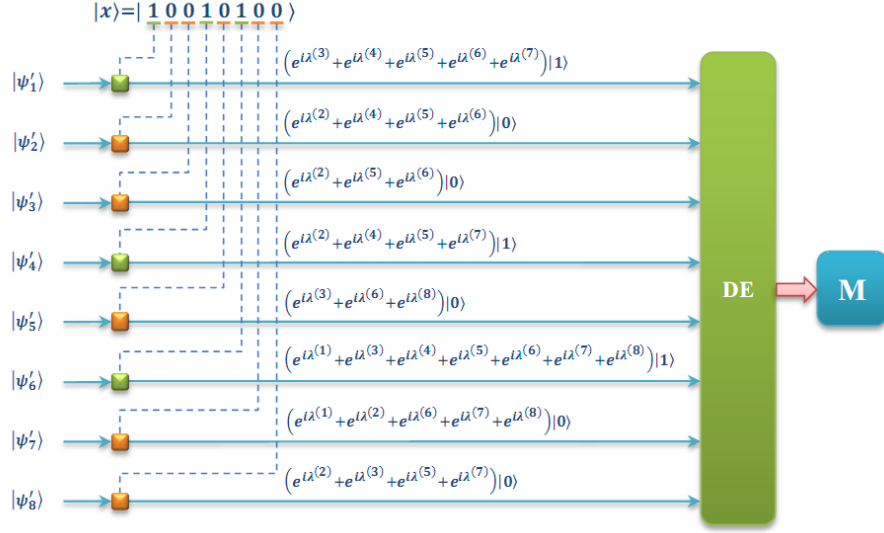 |x⟩=| 1 0 0 1 0 1 0 0 ⟩
|ψ′₁⟩ (e^{iλ^{(3)}}+e^{iλ^{(4)}}+e^{iλ^{(5)}}+e^{iλ^{(6)}}+e^{iλ^{(7)}})|1⟩
|ψ′₂⟩ (e^{iλ^{(2)}}+e^{iλ^{(4)}}+e^{iλ^{(5)}}+e^{iλ^{(6)}})|0⟩
|ψ′₃⟩ (e^{iλ^{(2)}}+e^{iλ^{(5)}}+e^{iλ^{(6)}})|0⟩
|ψ′₄⟩ (e^{iλ^{(2)}}+e^{iλ^{(4)}}+e^{iλ^{(5)}}+e^{iλ^{(7)}})|1⟩
DE
M
|ψ′₅⟩ (e^{iλ^{(3)}}+e^{iλ^{(6)}}+e^{iλ^{(8)}})|0⟩
|ψ′₆⟩ (e^{iλ^{(1)}}+e^{iλ^{(3)}}+e^{iλ^{(4)}}+e^{iλ^{(5)}}+e^{iλ^{(6)}}+e^{iλ^{(7)}}+e^{iλ^{(8)}})|1⟩
|ψ′₇⟩ (e^{iλ^{(1)}}+e^{iλ^{(2)}}+e^{iλ^{(6)}}+e^{iλ^{(7)}}+e^{iλ^{(8)}})|0⟩
|ψ′₈⟩ (e^{iλ^{(2)}}+e^{iλ^{(3)}}+e^{iλ^{(5)}}+e^{iλ^{(7)}})|0⟩